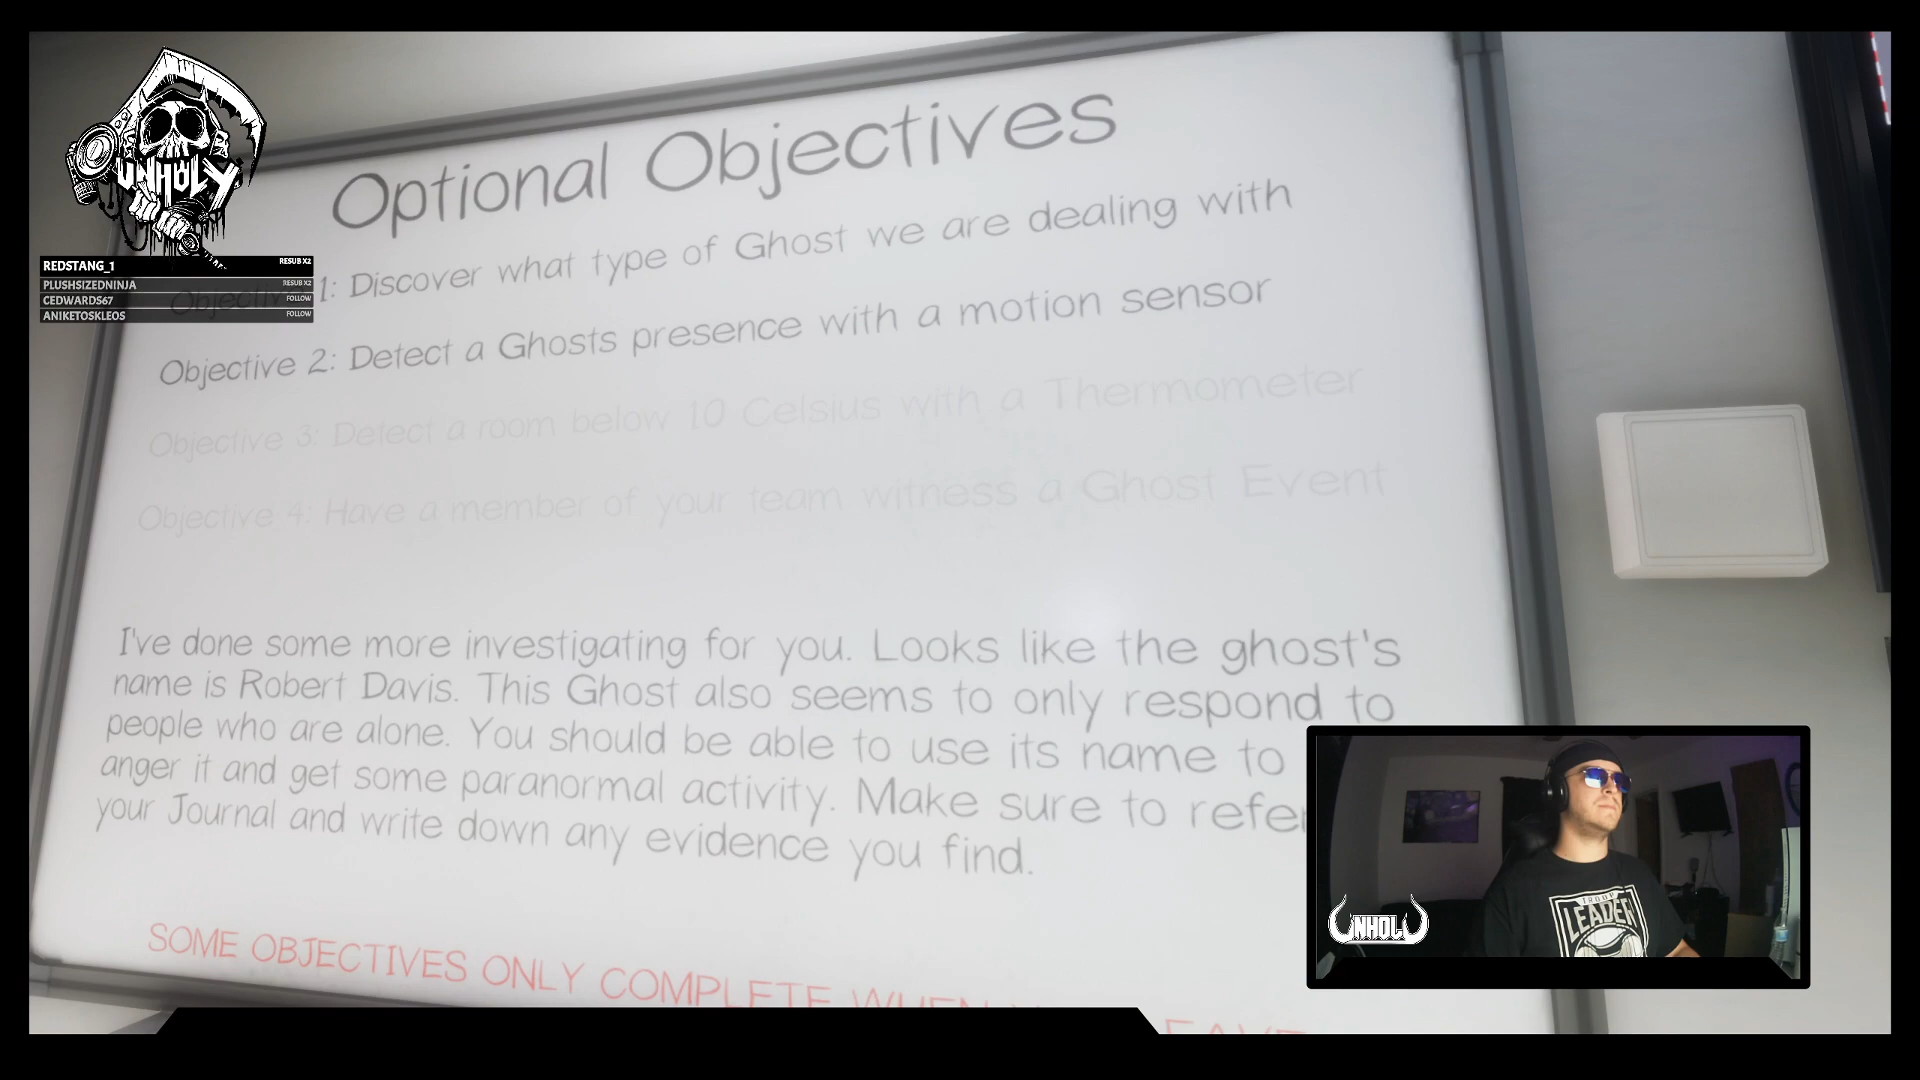 UNHOLY
REDSTANG_1 RESUB X2
PLUSHSIZEDNINJA RESUB X2
CEDWARDS67 FOLLOW
ANIKETOSKLEOS FOLLOW
Optional Objectives
Objective 1: Discover what type of Ghost we are dealing with
Objective 2: Detect a Ghosts presence with a motion sensor
Objective 3: Detect a room below 10 Celsius with a Thermometer
Objective 4: Have a member of your team witness a Ghost Event
I've done some more investigating for you. Looks like the ghost's
name is Robert Davis. This Ghost also seems to only respond to
people who are alone. You should be able to use its name to
anger it and get some paranormal activity. Make sure to refe
your Journal and write down any evidence you find.
SOME OBJECTIVES ONLY COMPLETE WHEN
LEADER
UNHOLY